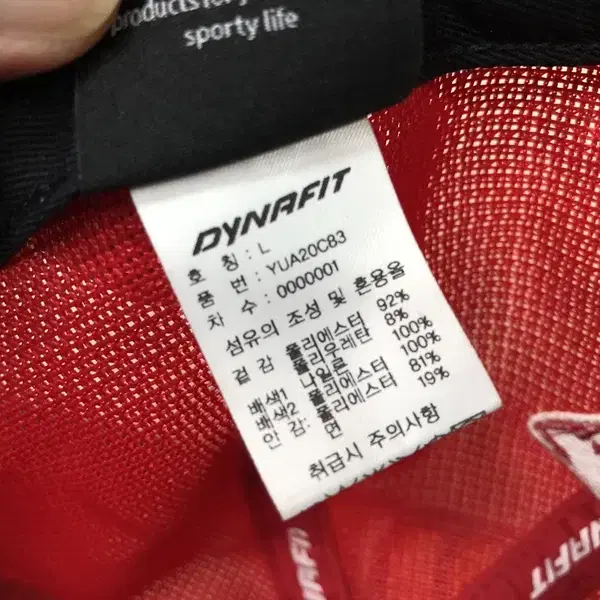 products for
sporty life
DYNAFIT
호 칭 : L
품 번 : YUA20C83
차 수 : 0000001
섬유의 조성 및 혼용율
겉 감 폴리에스터 92%
폴리우레탄 8%
배색1 나일론 100%
배색2 폴리에스터 100%
안 감: 폴리에스터 81%
면 19%
취급시 주의사항
DYNAFIT
DYNAFIT